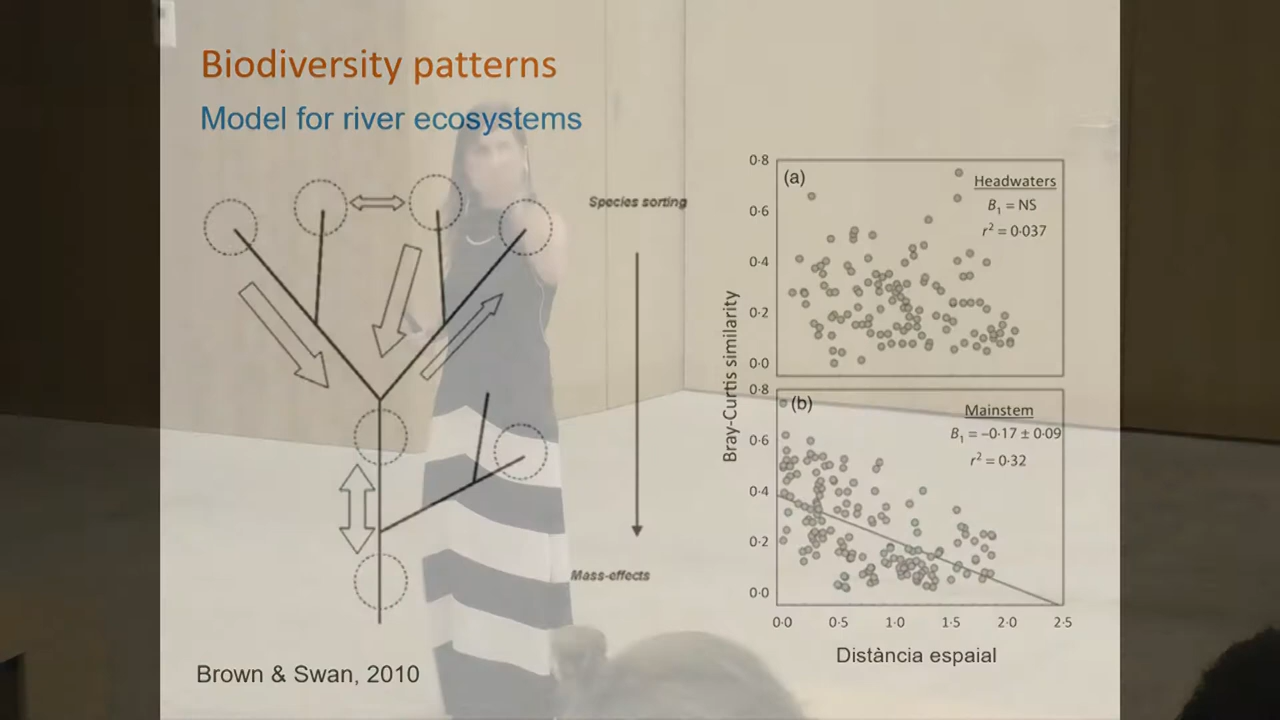 Biodiversity patterns
Model for river ecosystems
Species sorting
Mass-effects
Brown & Swan, 2010
Bray-Curtis similarity
0·8
0·6
0·4
0·2
0·0
(a)
Headwaters
B₁ = NS
r² = 0·037
0·8
0·6
0·4
0·2
0·0
(b)
Mainstem
B₁ = −0·17 ± 0·09
r² = 0·32
0·0 0·5 1·0 1·5 2·0 2·5
Distància espaial